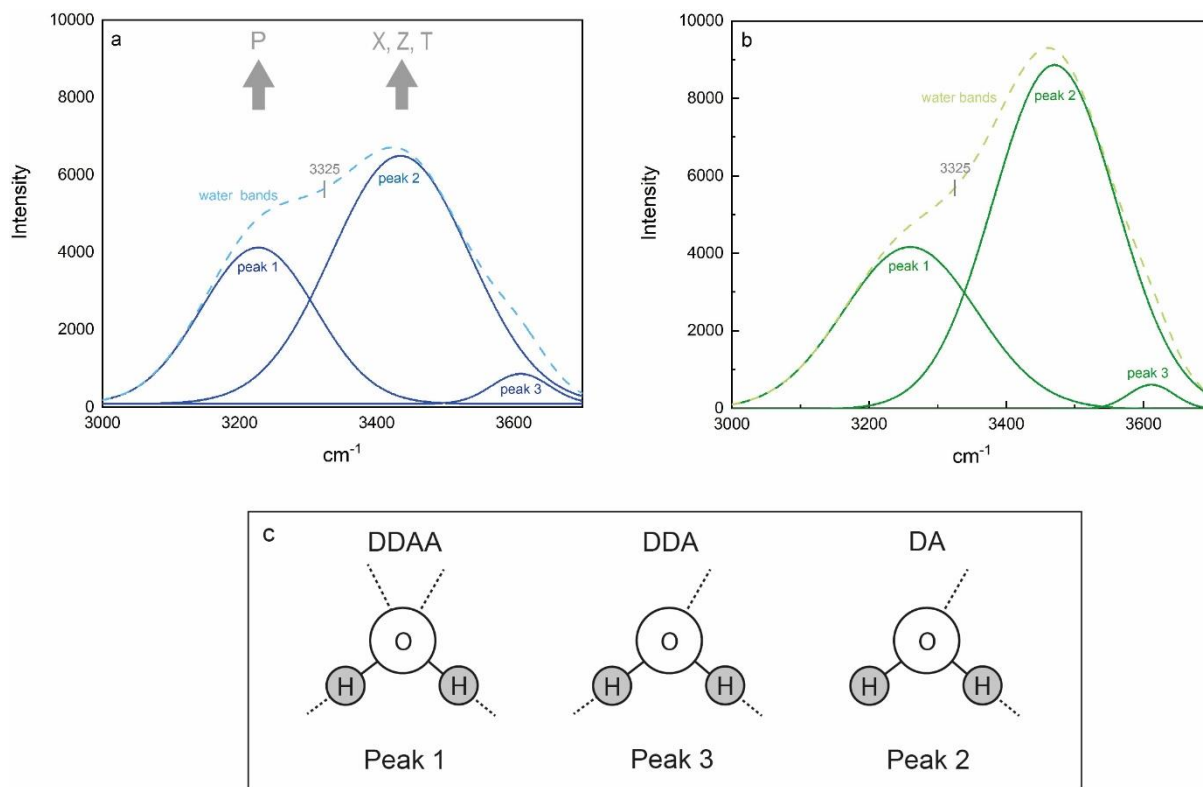 a
P
X, Z, T
10000
8000
6000
4000
2000
0
Intensity
water bands
3325
peak 1
peak 2
peak 3
3000 3200 3400 3600
cm-1
b
10000
8000
6000
4000
2000
0
Intensity
water bands
3325
peak 1
peak 2
peak 3
3000 3200 3400 3600
cm-1
c
DDAA DDA DA
O O O
H H H H H H
Peak 1 Peak 3 Peak 2